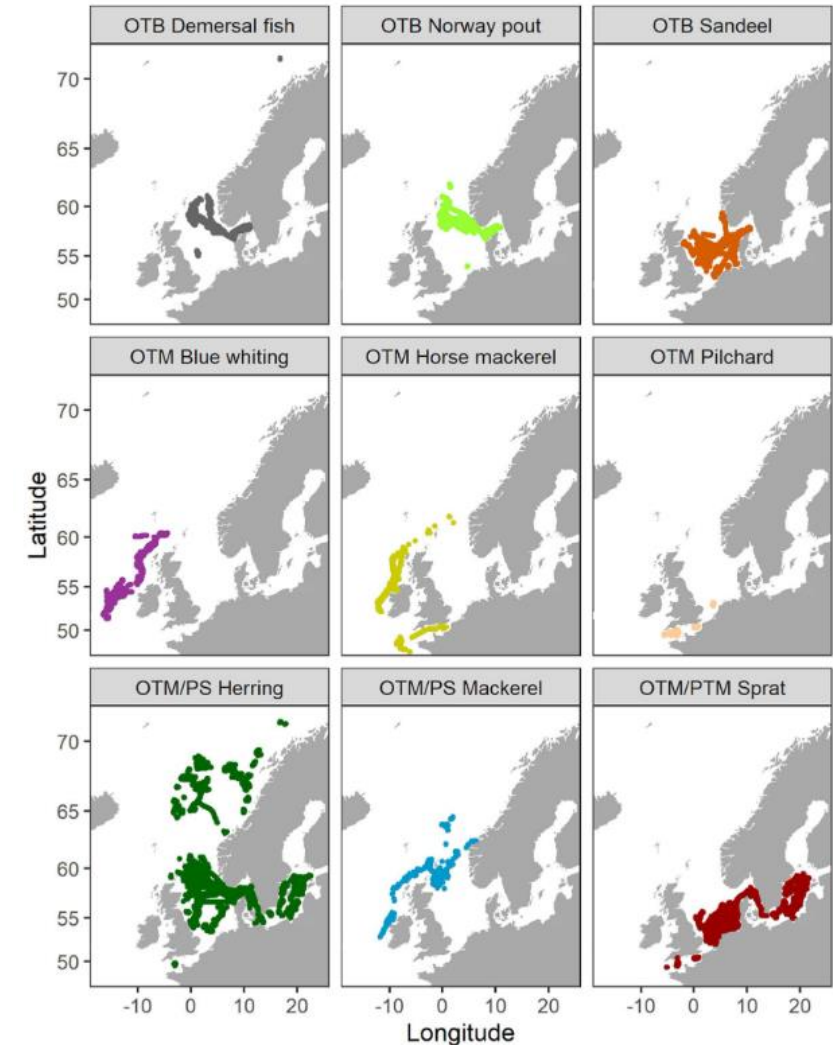 OTB Demersal fish
OTB Norway pout
OTB Sandeel
70
65
60
55
50
OTM Blue whiting
OTM Horse mackerel
OTM Pilchard
Latitude
70
65
60
55
50
OTM/PS Herring
OTM/PS Mackerel
OTM/PTM Sprat
70
65
60
55
50
-10 0 10 20
-10 0 10 20
-10 0 10 20
Longitude